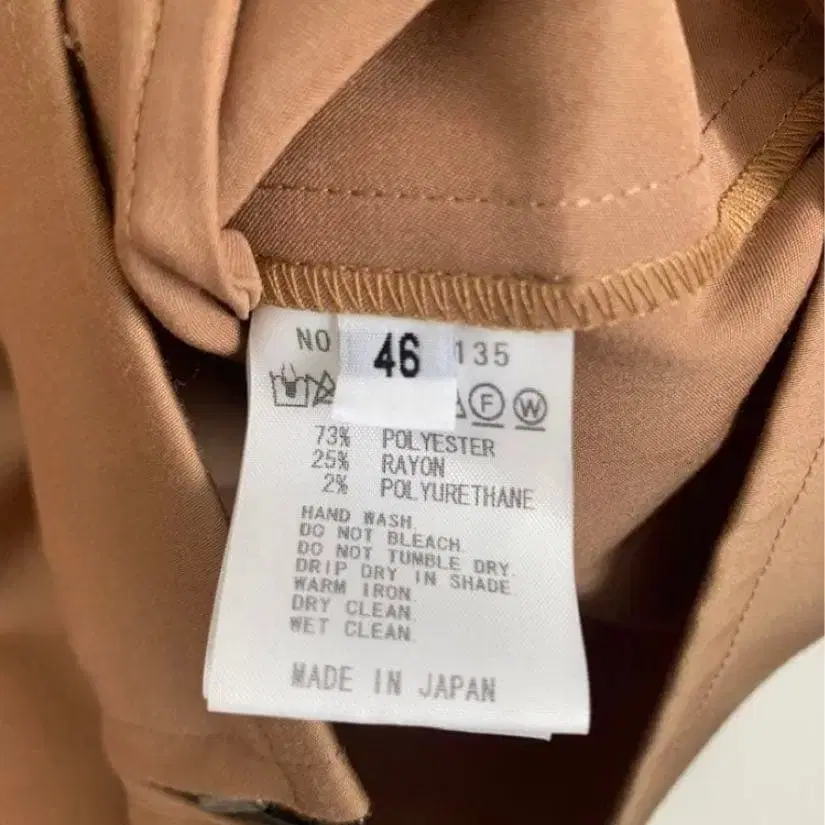 NO 46 135
F W
73% POLYESTER
25% RAYON
2% POLYURETHANE
HAND WASH.
DO NOT BLEACH.
DO NOT TUMBLE DRY.
DRIP DRY IN SHADE.
WARM IRON.
DRY CLEAN.
WET CLEAN.
MADE IN JAPAN